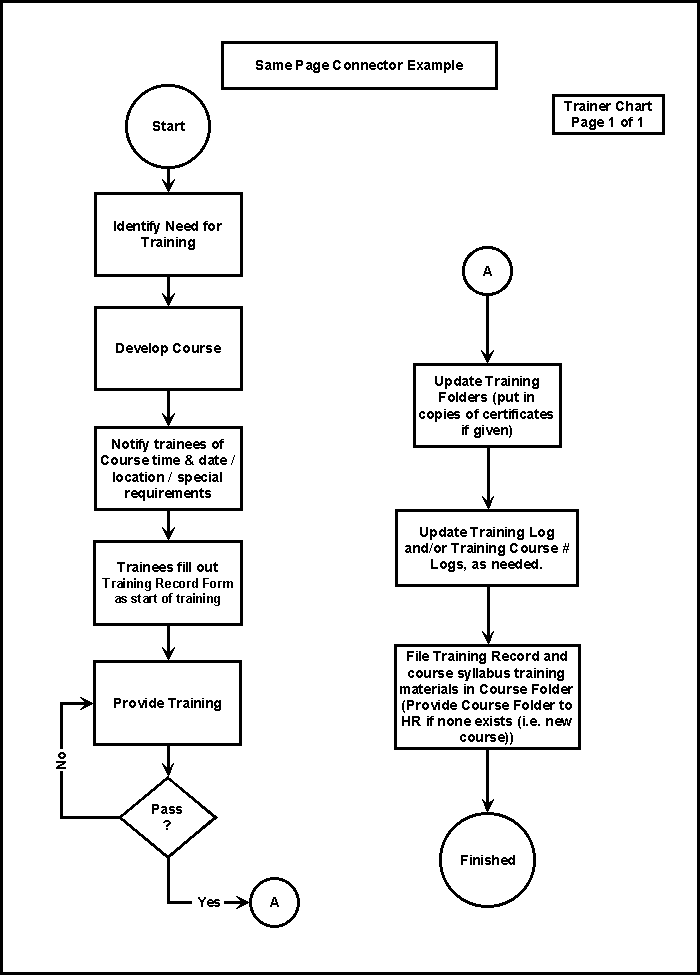 Same Page Connector Example
Trainer Chart
Page 1 of 1
Start
Identify Need for
Training
Develop Course
Notify trainees of
Course time & date /
location / special
requirements
Trainees fill out
Training Record Form
as start of training
Provide Training
No
Pass
?
Yes
A
A
Update Training
Folders (put in
copies of certificates
if given)
Update Training Log
and/or Training Course #
Logs, as needed.
File Training Record and
course syllabus training
materials in Course Folder
(Provide Course Folder to
HR if none exists (i.e. new
course))
Finished